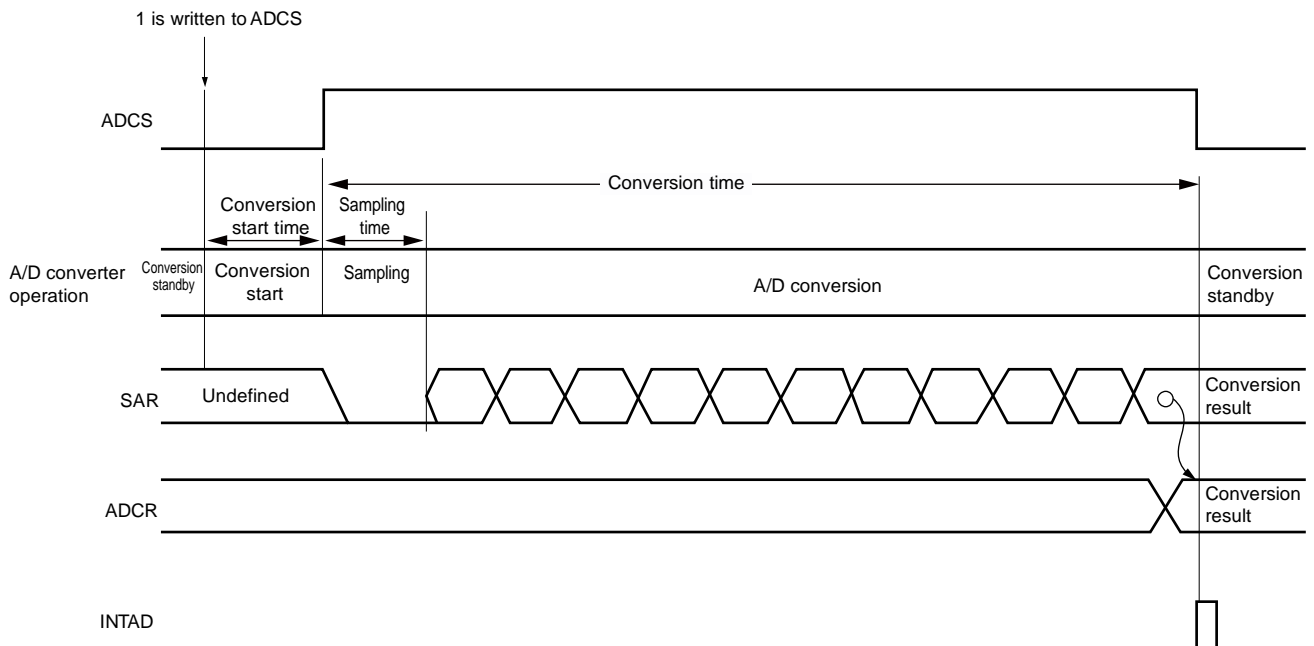 1 is written to ADCS
ADCS
Conversion time
Conversion
start time
Sampling
time
A/D converter
operation
Conversion
standby
Conversion
start
Sampling
A/D conversion
Conversion
standby
SAR
Undefined
Conversion
result
ADCR
Conversion
result
INTAD